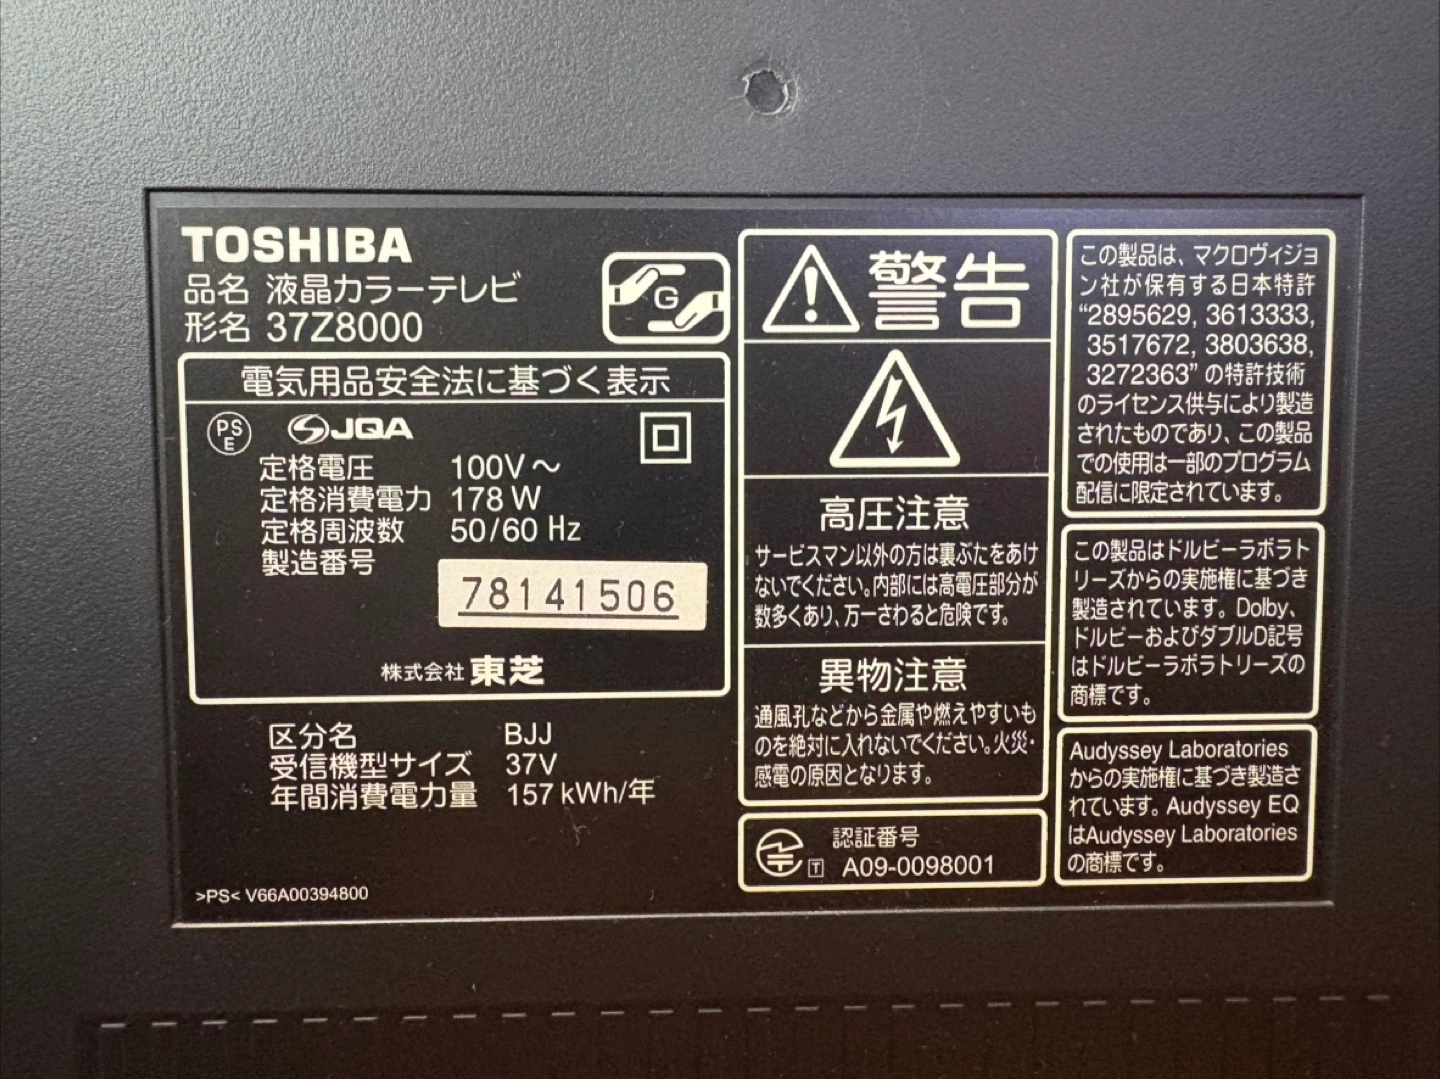 TOSHIBA
品名 液晶カラーテレビ
形名 37Z8000
G
電気用品安全法に基づく表示
PS
E
JQA
定格電圧 100V～
定格消費電力 178W
定格周波数 50/60 Hz
製造番号
78141506
株式会社 東芝
区分名 BJJ
受信機型サイズ 37V
年間消費電力量 157 kWh/年
>PS< V66A00394800
警告
高圧注意
サービスマン以外の方は裏ぶたをあけ
ないでください。内部には高電圧部分が
数多くあり、万一さわると危険です。
異物注意
通風孔などから金属や燃えやすいも
のを絶対に入れないでください。火災・
感電の原因となります。
認証番号
T A09-0098001
この製品は、マクロヴィジョ
ン社が保有する日本特許
“2895629, 3613333,
3517672, 3803638,
3272363” の特許技術
のライセンス供与により製造
されたものであり、この製品
での使用は一部のプログラム
配信に限定されています。
この製品はドルビーラボラト
リーズからの実施権に基づき
製造されています。Dolby、
ドルビーおよびダブルD記号
はドルビーラボラトリーズの
商標です。
Audyssey Laboratories
からの実施権に基づき製造さ
れています。Audyssey EQ
はAudyssey Laboratories
の商標です。